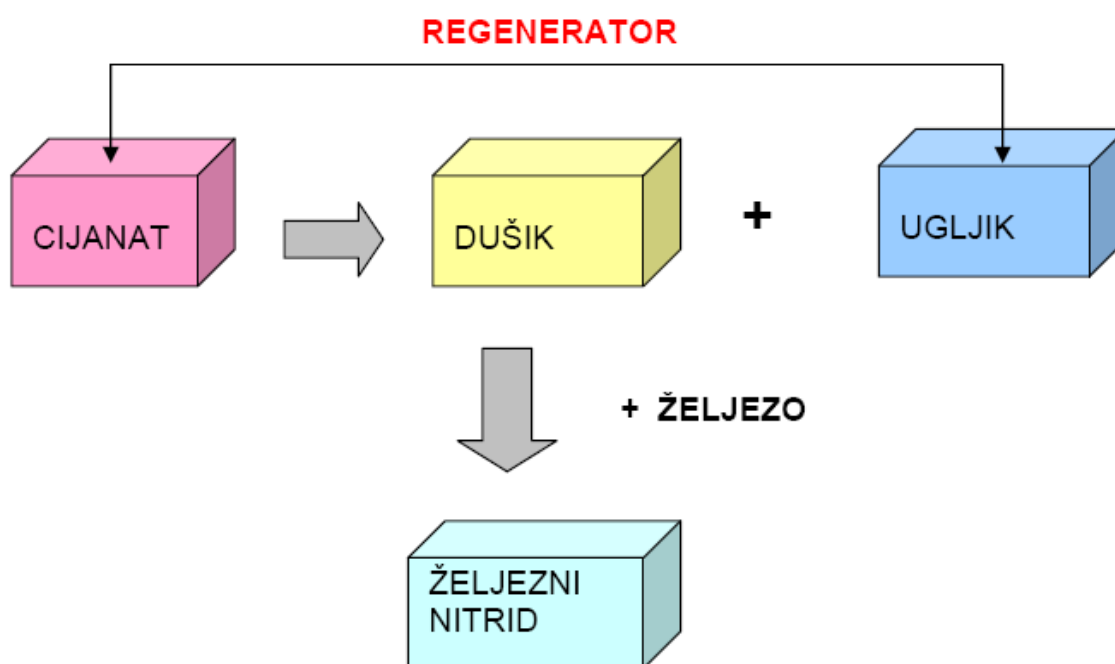 REGENERATOR
CIJANAT
DUŠIK
+
UGLJIK
+ ŽELJEZO
ŽELJEZNI
NITRID